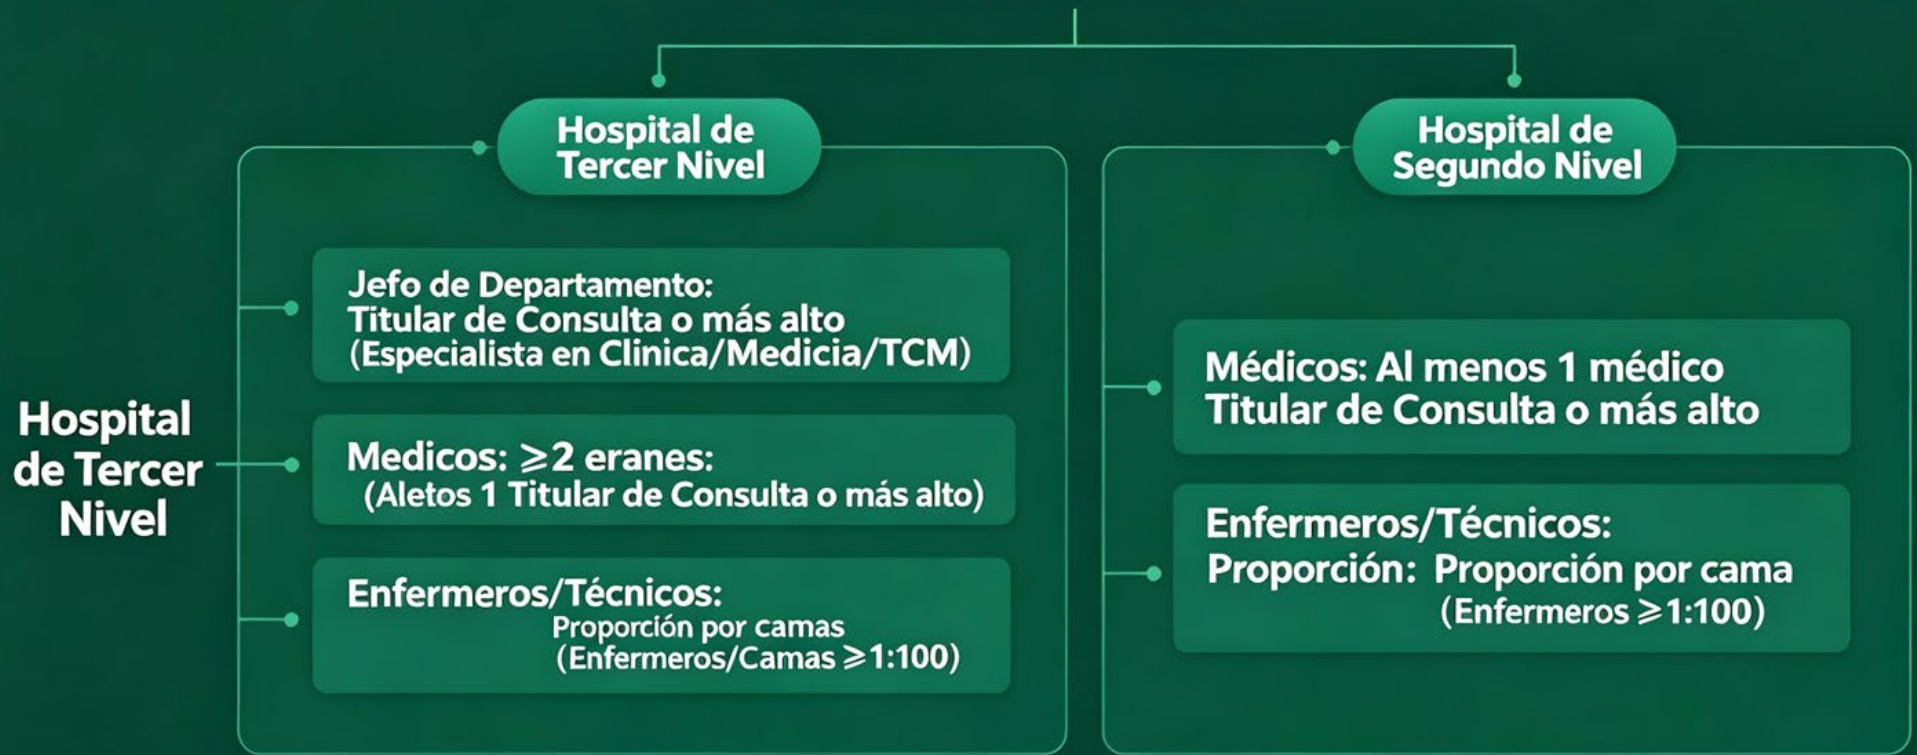 Hospital de
Tercer Nivel
Hospital de
Segundo Nivel
Hospital
de Tercer
Nivel
Jefo de Departamento:
Titular de Consulta o más alto
(Especialista en Clinica/Medicia/TCM)
Medicos: ⩾2 eranes:
(Aletos 1 Titular de Consulta o más alto)
Enfermeros/Técnicos:
Proporción por camas
(Enfermeros/Camas ⩾1:100)
Médicos: Al menos 1 médico
Titular de Consulta o más alto
Enfermeros/Técnicos:
Proporción: Proporción por cama
(Enfermeros ⩾1:100)